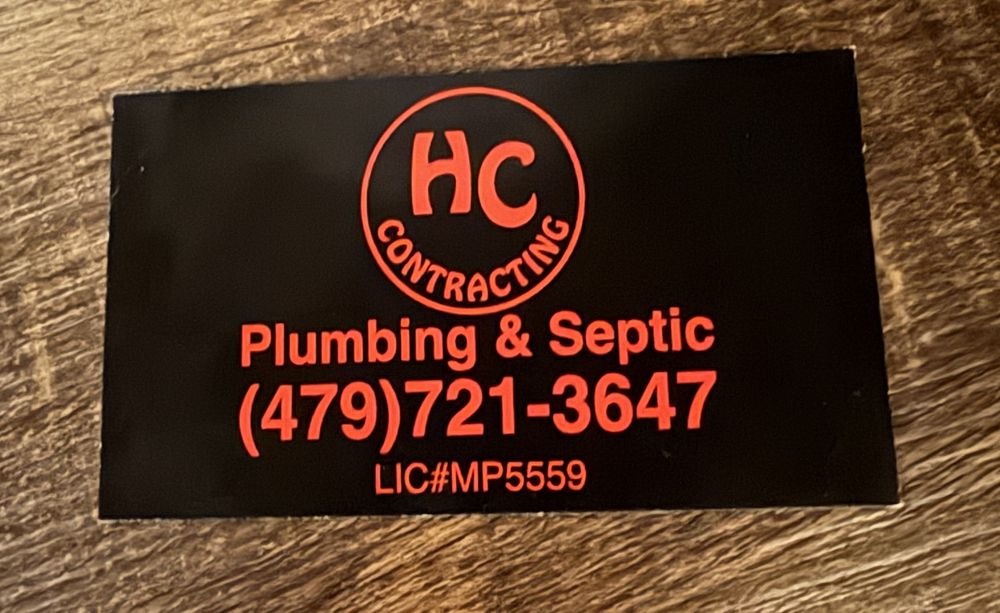 HC
CONTRACTING
Plumbing & Septic
(479)721-3647
LIC#MP5559